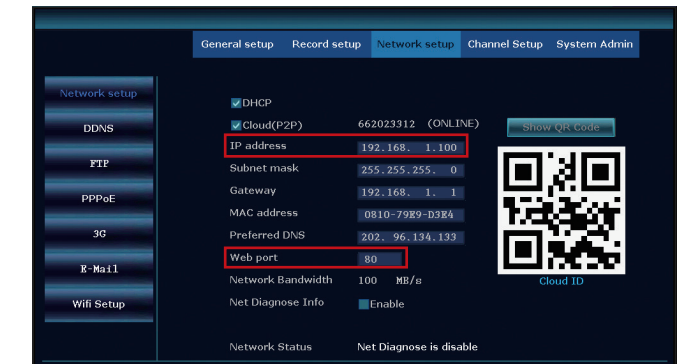 General setup Record setup Network setup Channel Setup System Admin
Network setup
DDNS
FTP
PPPoE
3G
E-Mail
Wifi Setup
DHCP
Cloud(P2P) 662023312 (ONLINE) Show QR Code
IP address 192.168. 1.100
Subnet mask 255.255.255. 0
Gateway 192.168. 1. 1
MAC address 0810-79E9-D3E4
Preferred DNS 202. 96.134.133
Web port 80
Network Bandwidth 100 MB/s
Cloud ID
Net Diagnose Info Enable
Network Status Net Diagnose is disable